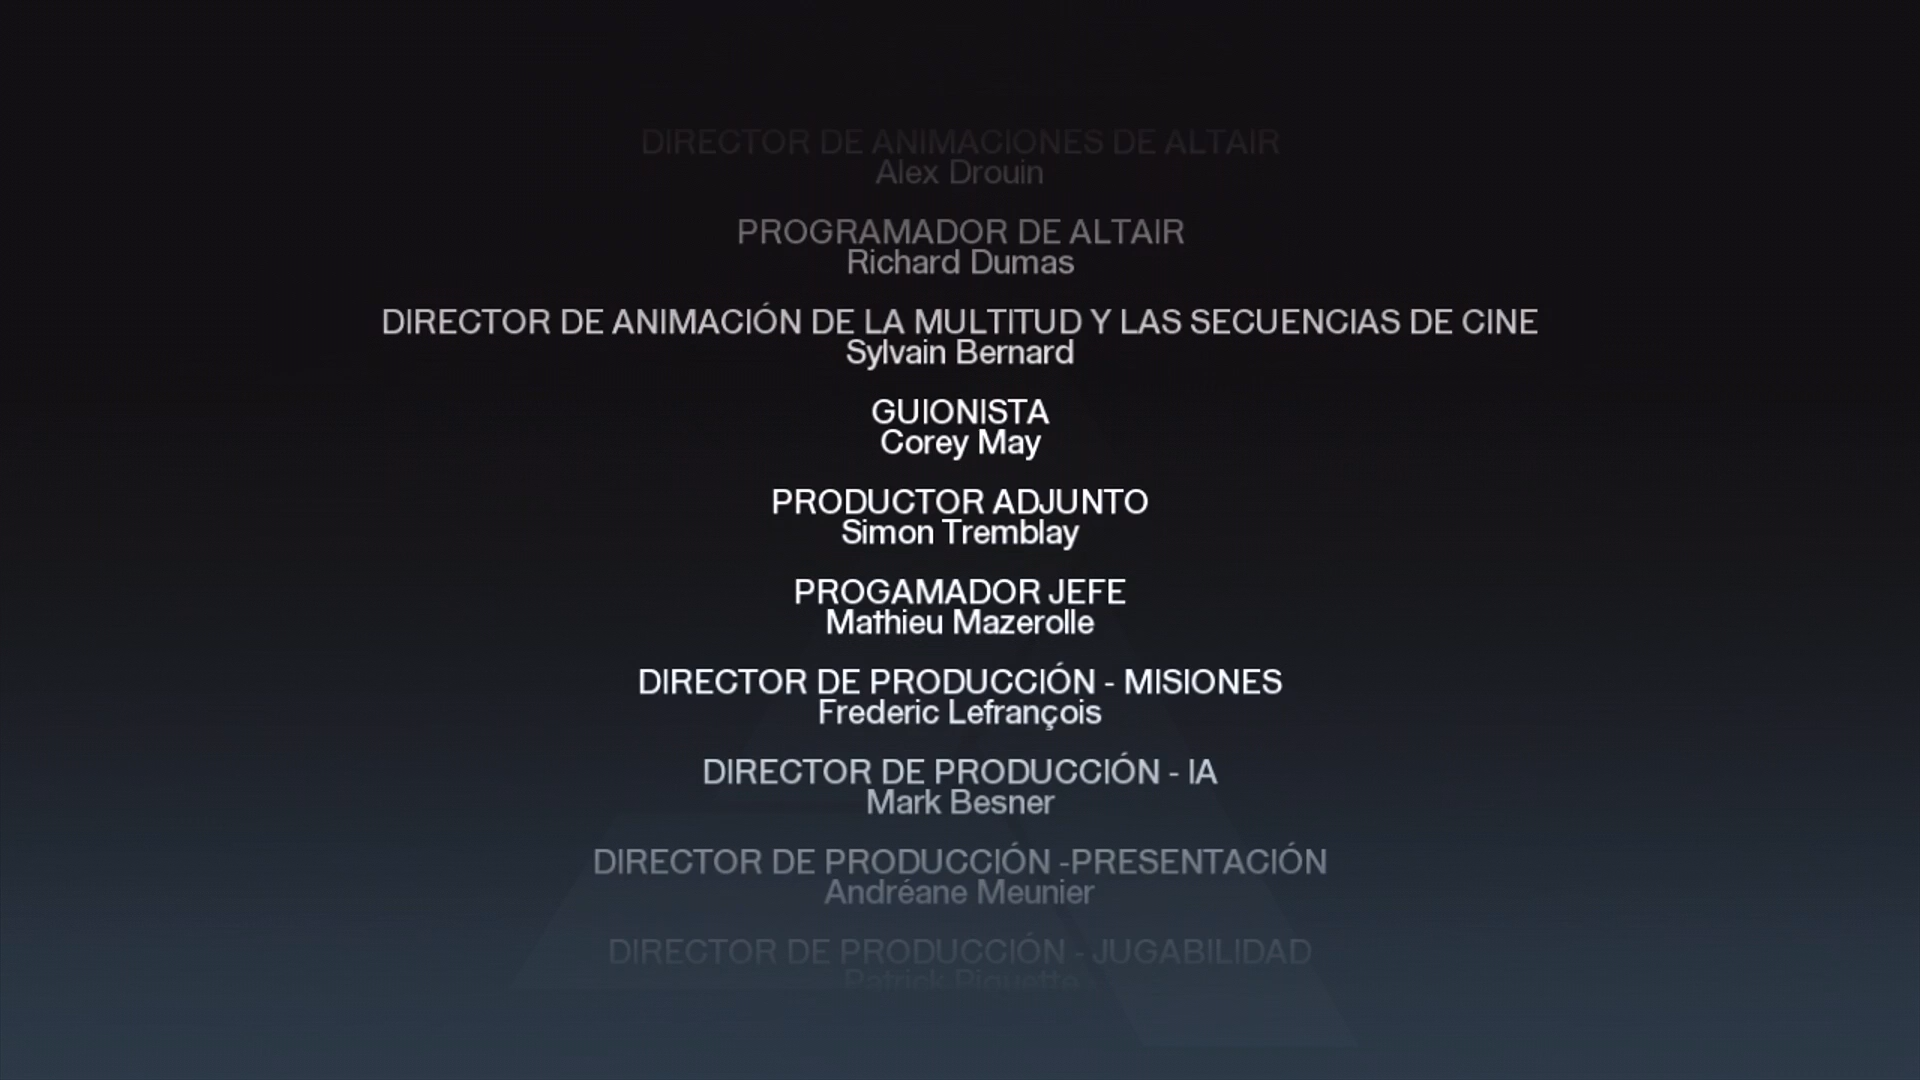 DIRECTOR DE ANIMACIONES DE ALTAIR
Alex Drouin
PROGRAMADOR DE ALTAIR
Richard Dumas
DIRECTOR DE ANIMACIÓN DE LA MULTITUD Y LAS SECUENCIAS DE CINE
Sylvain Bernard
GUIONISTA
Corey May
PRODUCTOR ADJUNTO
Simon Tremblay
PROGAMADOR JEFE
Mathieu Mazerolle
DIRECTOR DE PRODUCCIÓN - MISIONES
Frederic Lefrançois
DIRECTOR DE PRODUCCIÓN - IA
Mark Besner
DIRECTOR DE PRODUCCIÓN -PRESENTACIÓN
Andréane Meunier
DIRECTOR DE PRODUCCIÓN - JUGABILIDAD
Patrick Piquette